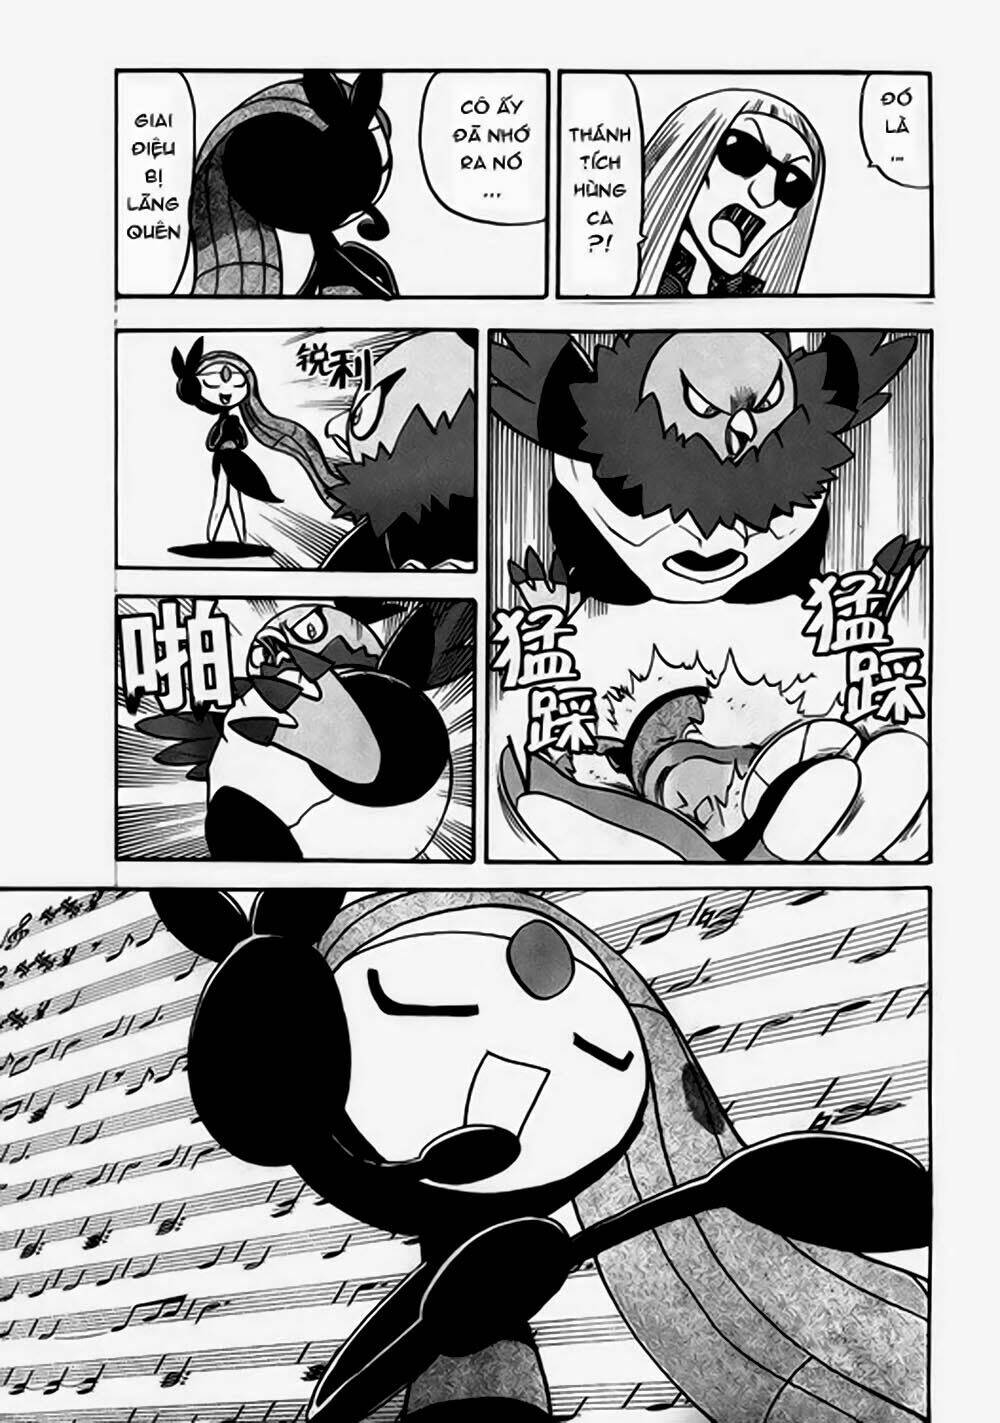 ĐÓ
LÀ
...
THÁNH
TÍCH
HÙNG
CA
?!
CÔ ẤY
ĐÃ NHỚ
RA NÓ
...
GIAI
ĐIỆU
BỊ
LÃNG
QUÊN
猛踩
猛踩
锐利
啪